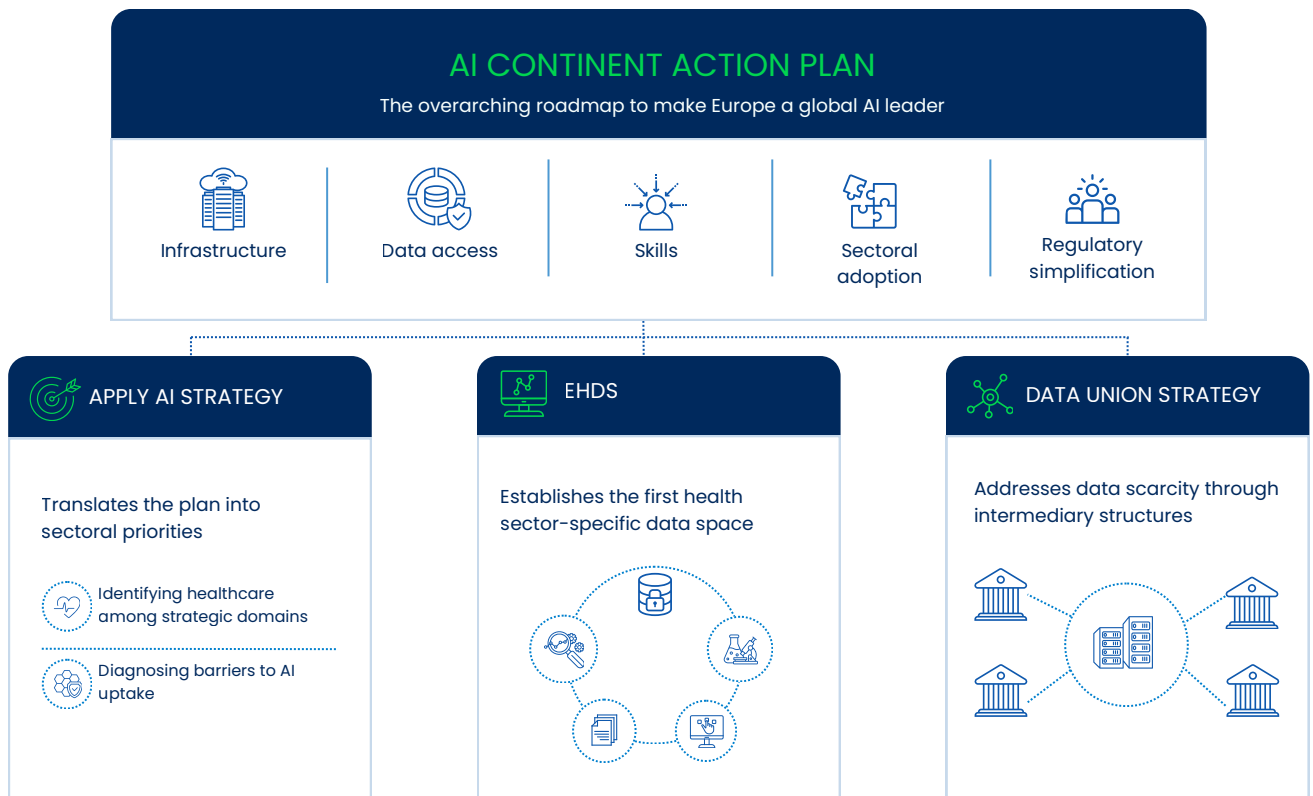 AI CONTINENT ACTION PLAN
The overarching roadmap to make Europe a global AI leader
Infrastructure
Data access
Skills
Sectoral
adoption
Regulatory
simplification
APPLY AI STRATEGY
Translates the plan into
sectoral priorities
Identifying healthcare
among strategic domains
Diagnosing barriers to AI
uptake
EHDS
Establishes the first health
sector-specific data space
DATA UNION STRATEGY
Addresses data scarcity through
intermediary structures